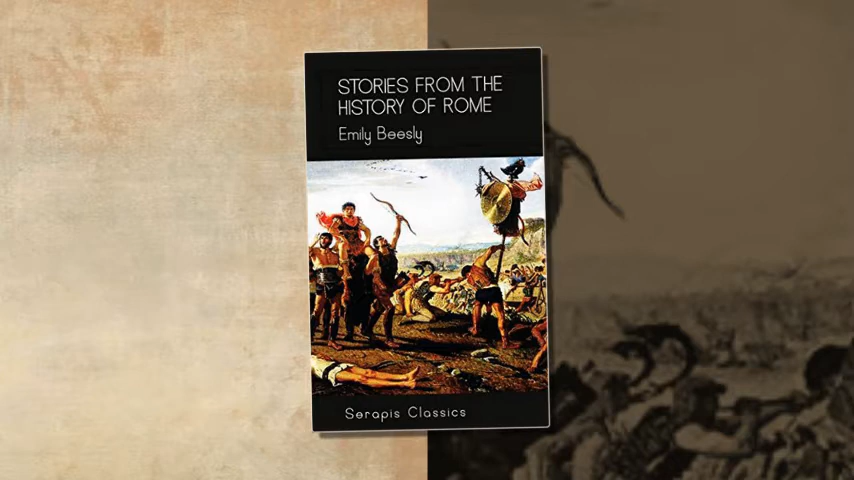 STORIES FROM THE
HISTORY OF ROME
Emily Beesly
Serapis Classics